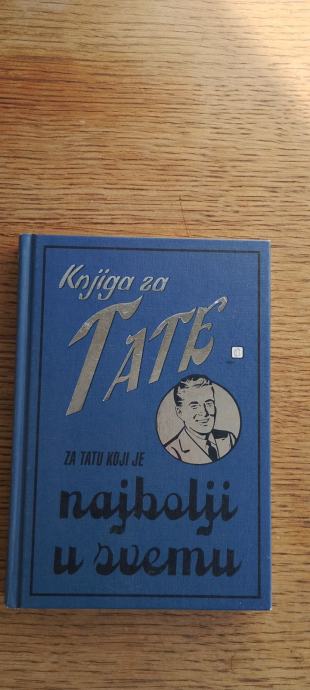 Knjiga za
TATE
ZA TATU KOJI JE
najbolji
u svemu